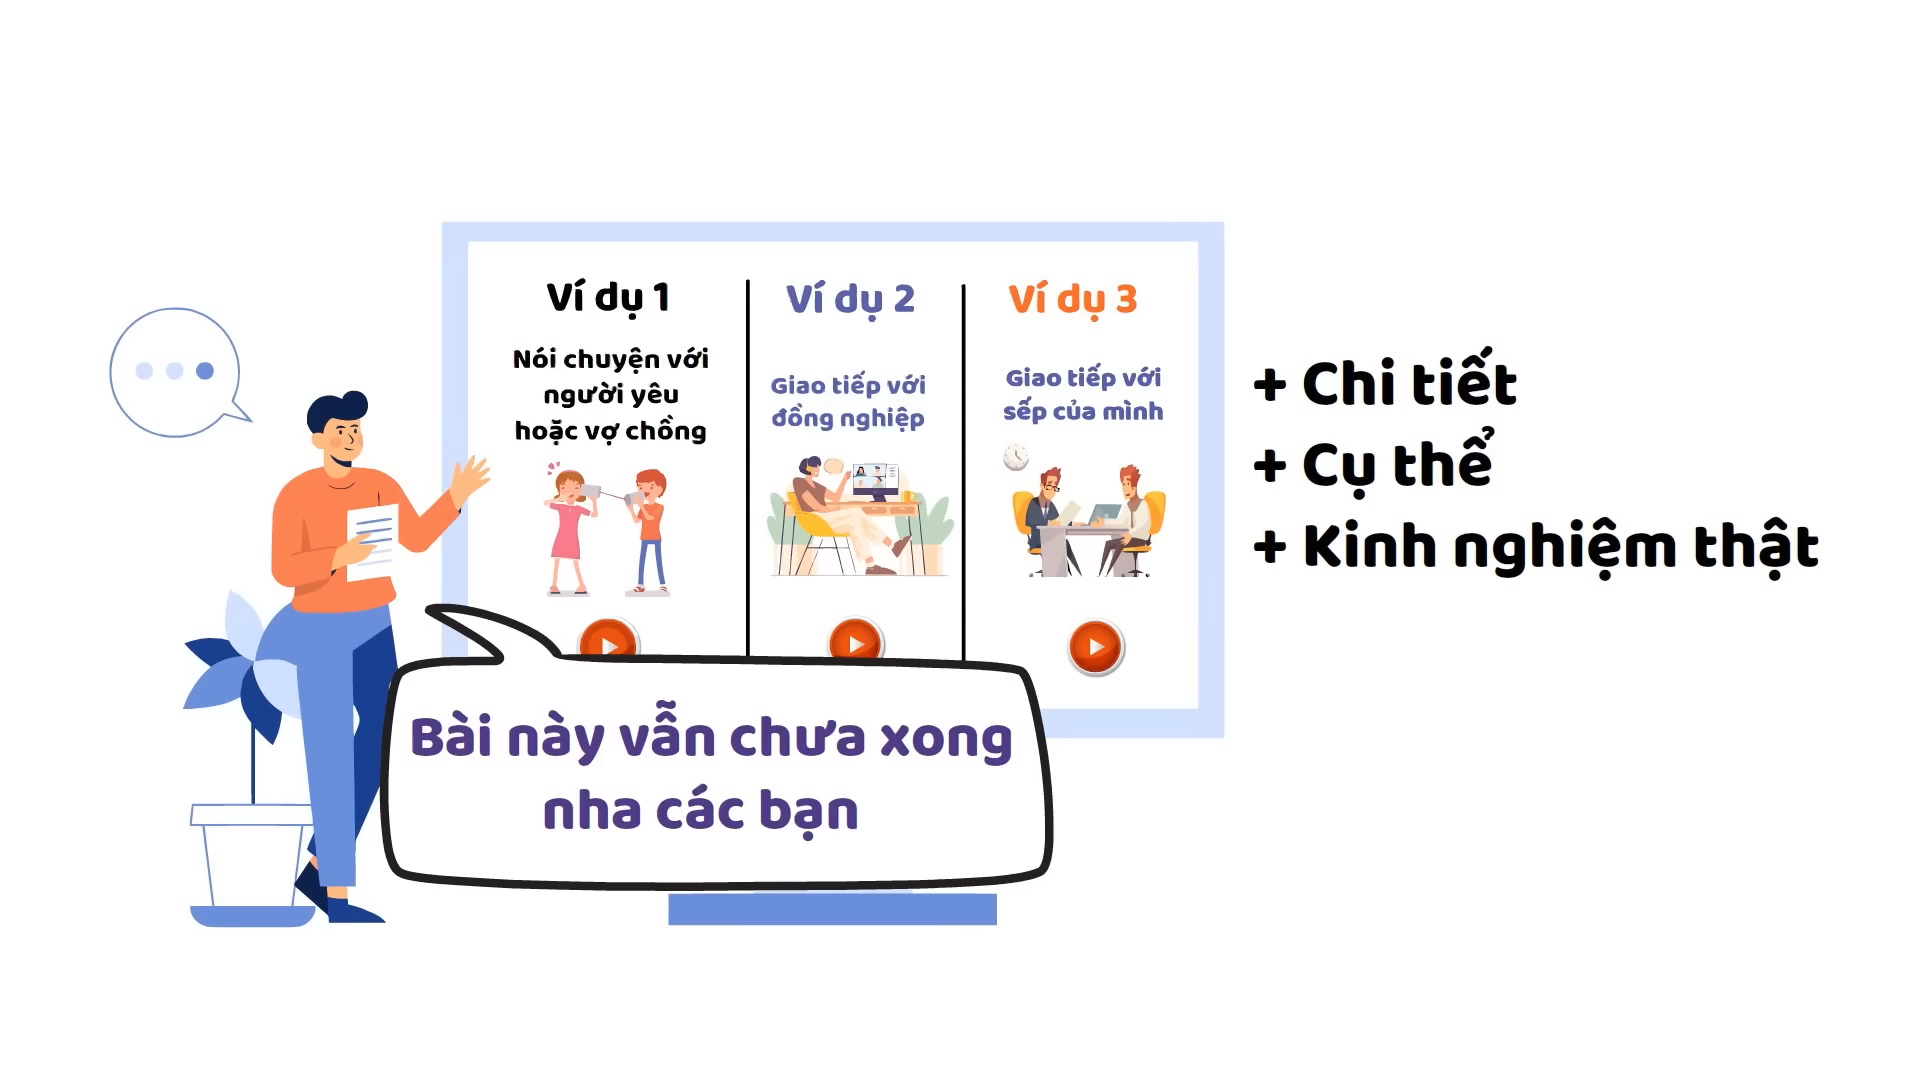 Ví dụ 1
Nói chuyện với
người yêu
hoặc vợ chồng
Ví dụ 2
Giao tiếp với
đồng nghiệp
Ví dụ 3
Giao tiếp với
sếp của mình
+ Chi tiết
+ Cụ thể
+ Kinh nghiệm thật
Bài này vẫn chưa xong
nha các bạn